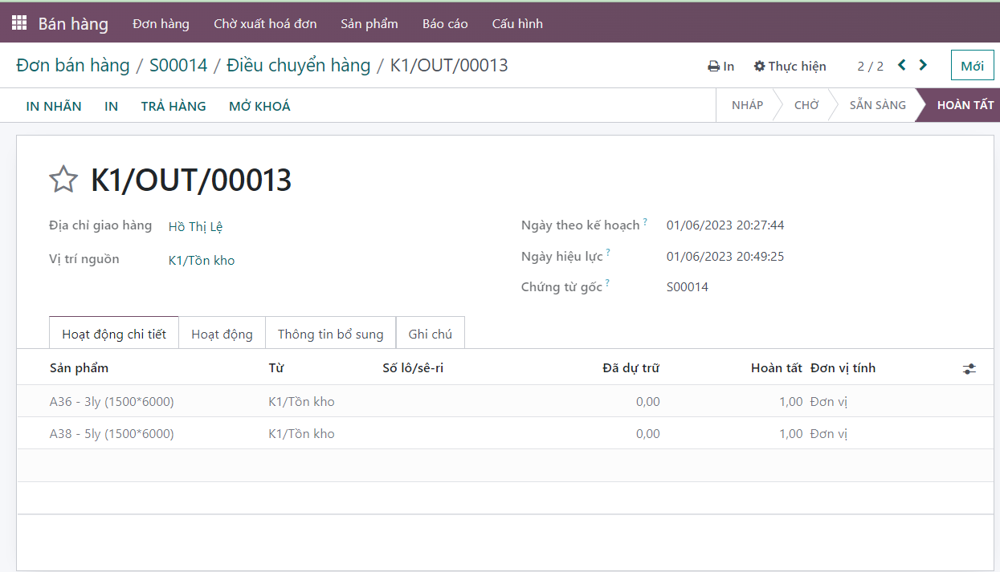 Bán hàng Đơn hàng Chờ xuất hoá đơn Sản phẩm Báo cáo Cấu hình
Đơn bán hàng / S00014 / Điều chuyển hàng / K1/OUT/00013 In Thực hiện 2 / 2 Mới
IN NHÃN IN TRẢ HÀNG MỞ KHOÁ NHÁP CHỜ SẴN SÀNG HOÀN TẤT
K1/OUT/00013
Địa chỉ giao hàng Hồ Thị Lệ Ngày theo kế hoạch ? 01/06/2023 20:27:44
Vị trí nguồn K1/Tồn kho Ngày hiệu lực ? 01/06/2023 20:49:25
Chứng từ gốc ? S00014
Hoạt động chi tiết Hoạt động Thông tin bổ sung Ghi chú
Sản phẩm Từ Số lô/sê-ri Đã dự trữ Hoàn tất Đơn vị tính
A36 - 3ly (1500*6000) K1/Tồn kho 0,00 1,00 Đơn vị
A38 - 5ly (1500*6000) K1/Tồn kho 0,00 1,00 Đơn vị